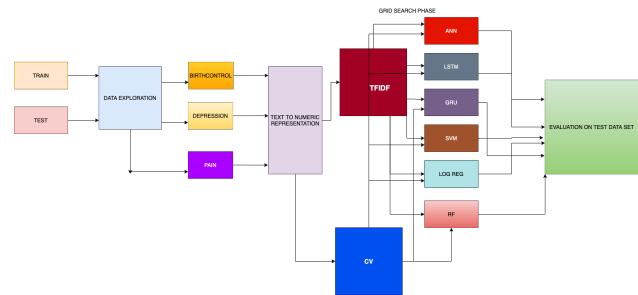 GRID SEARCH PHASE
ANN
TRAIN
TEST
DATA EXPLORATION
BIRTHCONTROL
DEPRESSION
PAIN
TEXT TO NUMERIC
REPRESENTATION
TFIDF
LSTM
GRU
SVM
LOG REG
RF
CV
EVALUATION ON TEST DATA SET